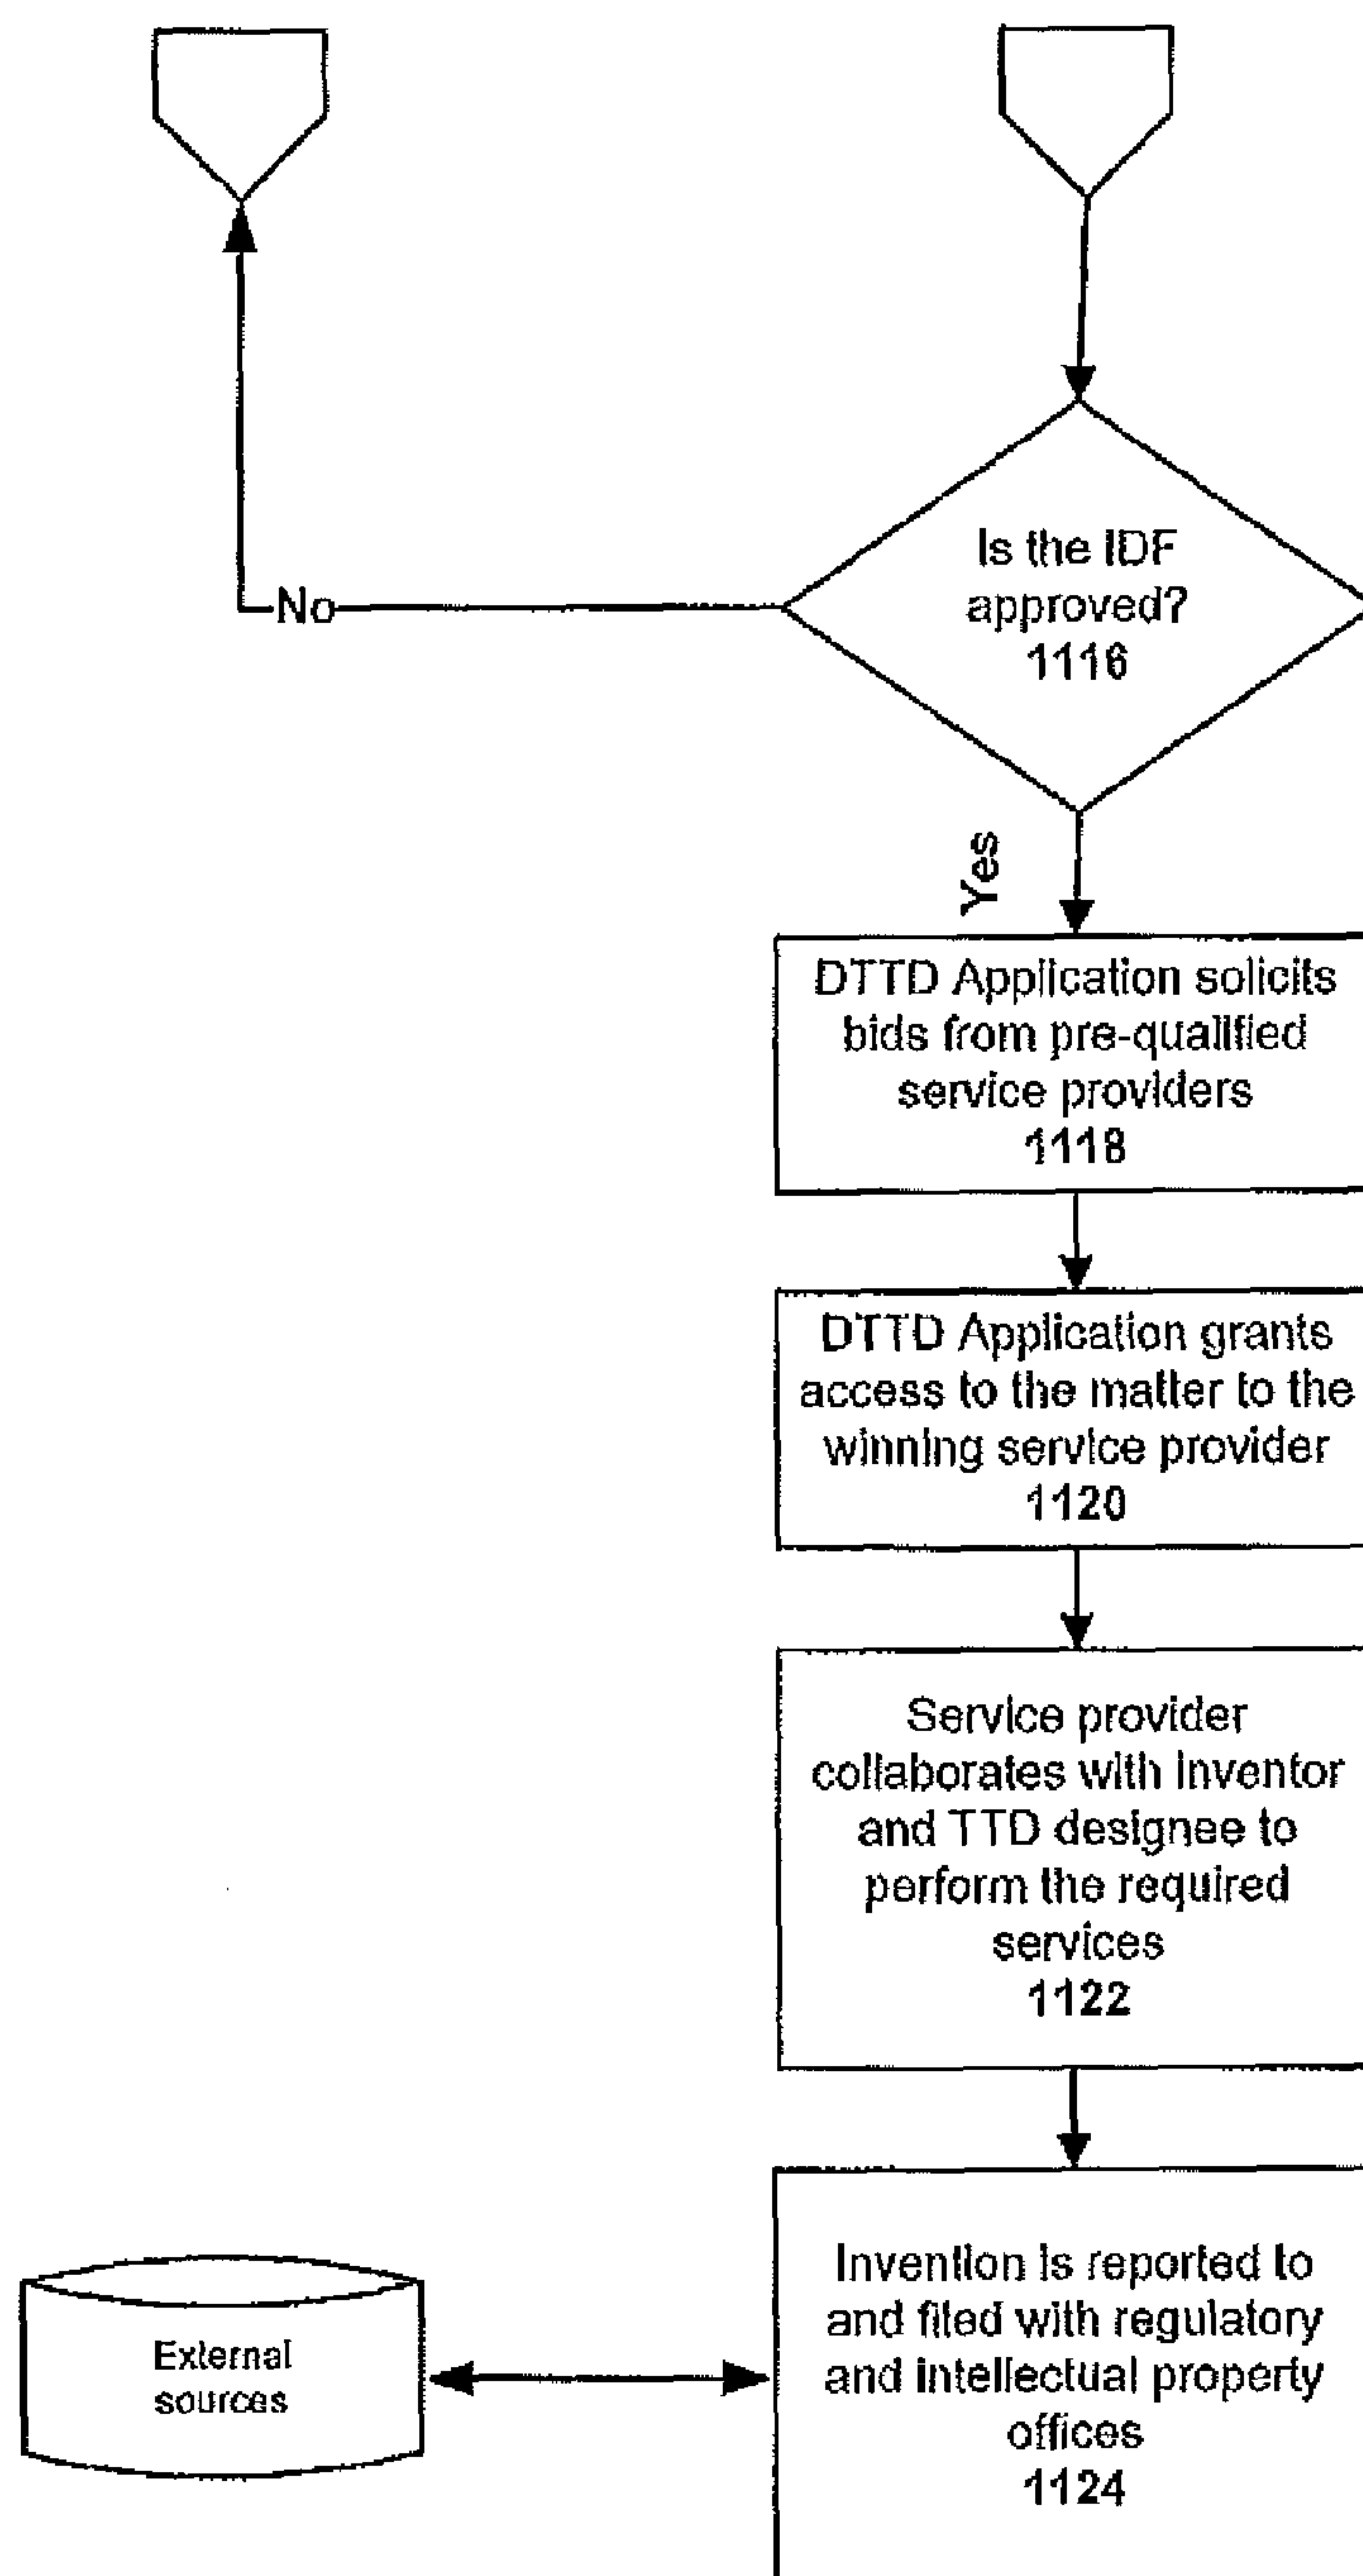 Is the IDF
approved?
1116
No
Yes
DTTD Application solicits
bids from pre-qualified
service providers
1118
DTTD Application grants
access to the matter to the
winning service provider
1120
Service provider
collaborates with inventor
and TTD designee to
perform the required
services
1122
Invention is reported to
and filed with regulatory
and intellectual property
offices
1124
External
sources